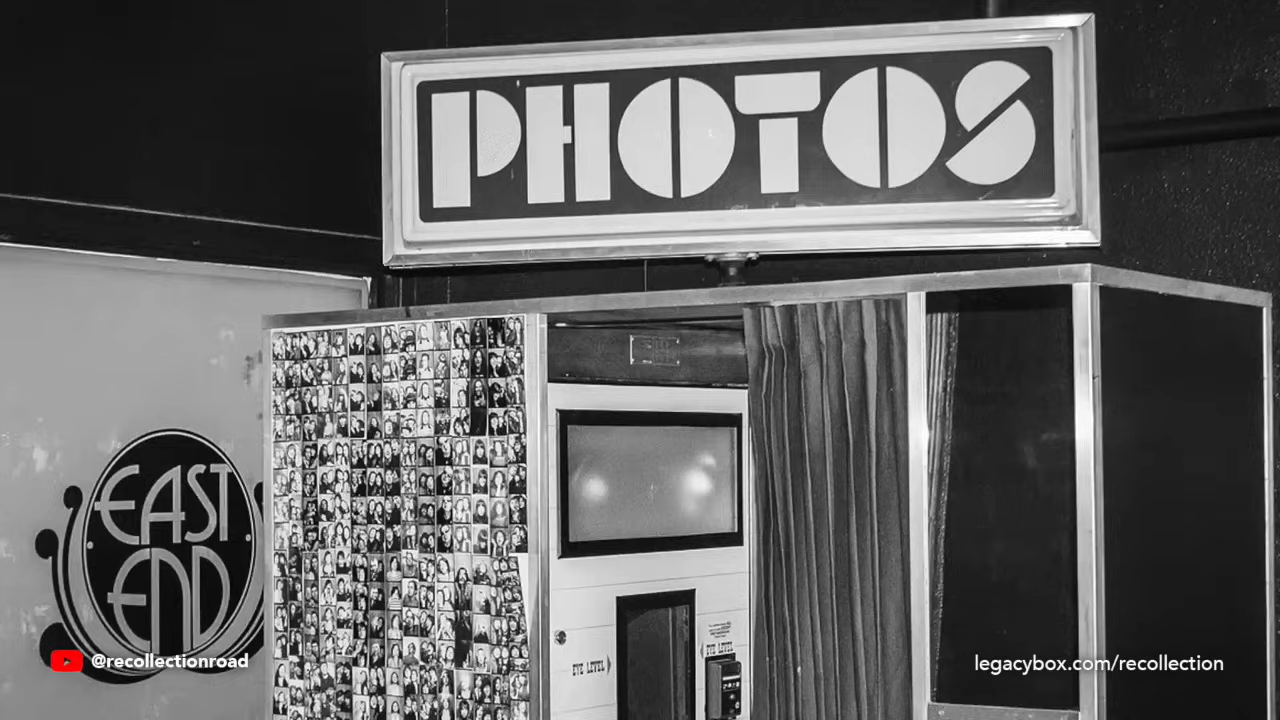 PHOTOS
EAST
END
EYE LEVEL
EYE LEVEL
@recollectionroad
legacybox.com/recollection